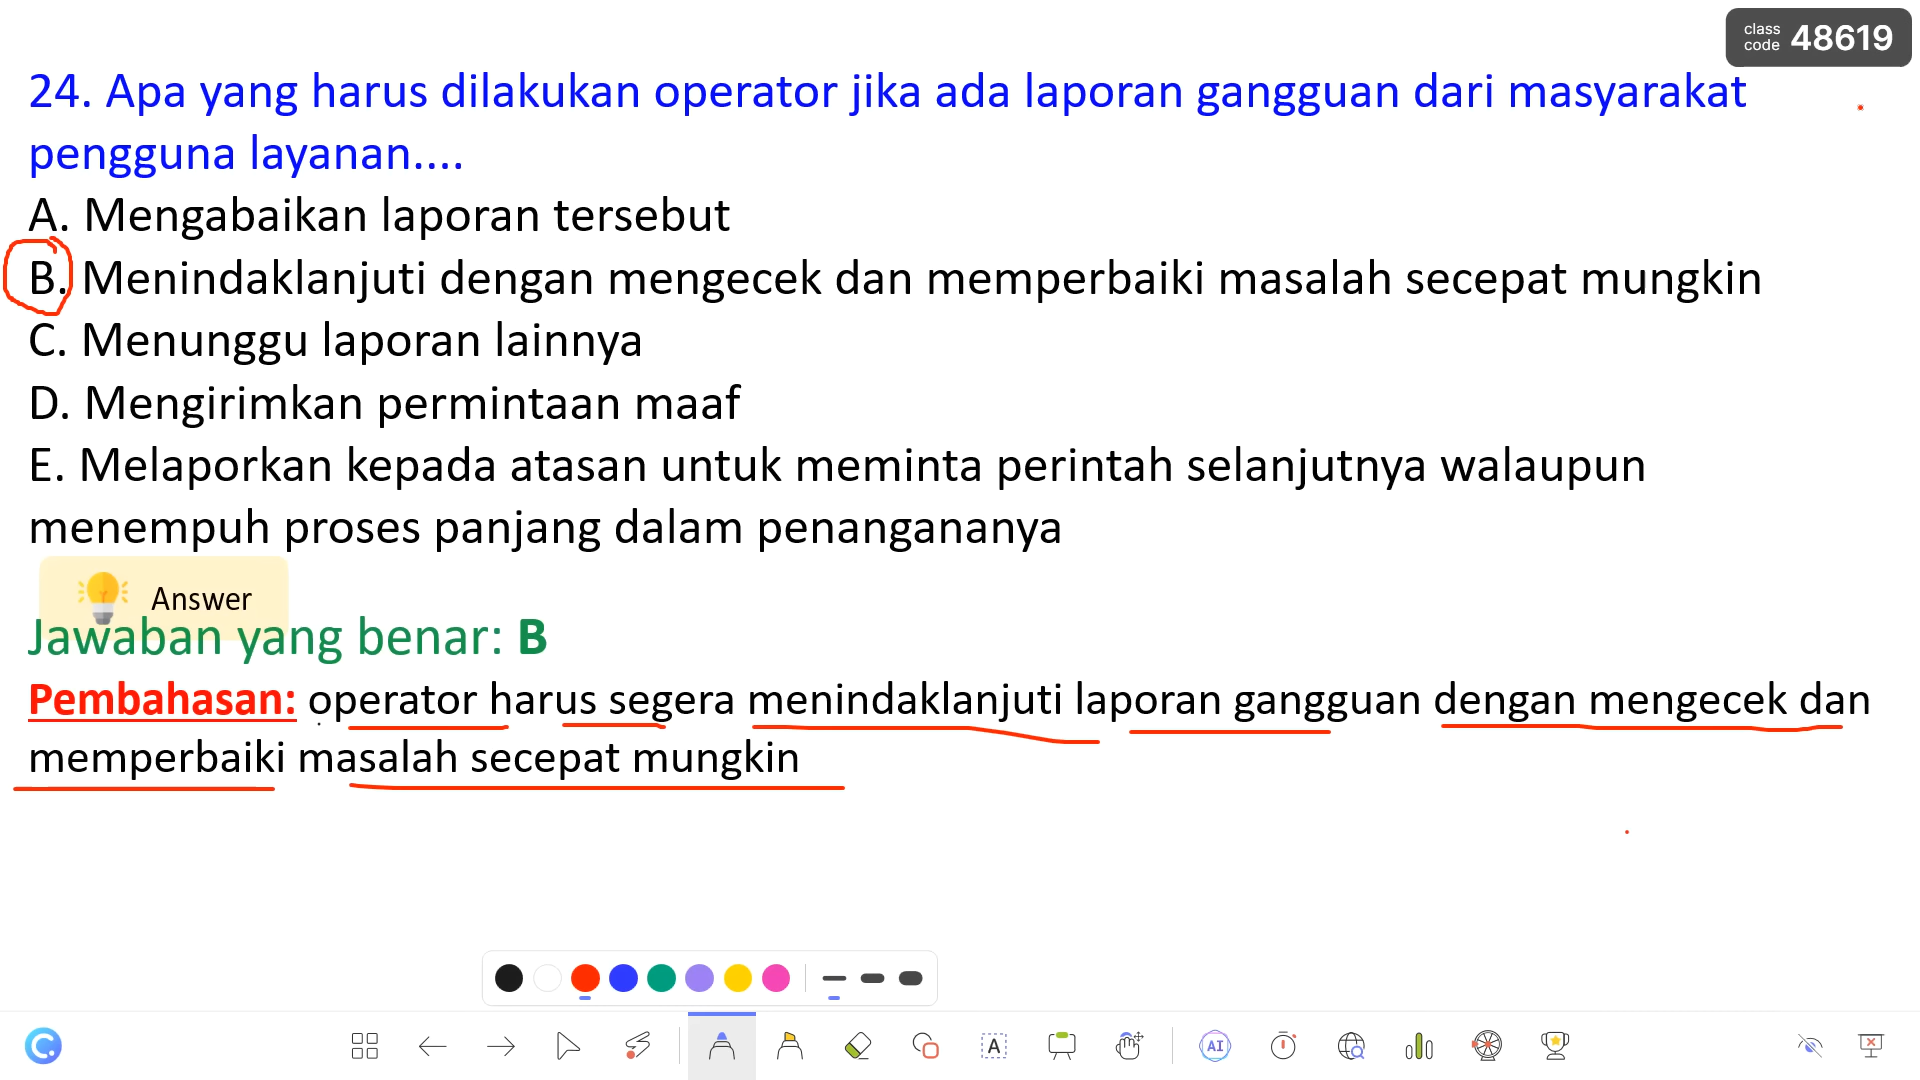 class
code 48619
24. Apa yang harus dilakukan operator jika ada laporan gangguan dari masyarakat
pengguna layanan....
A. Mengabaikan laporan tersebut
B. Menindaklanjuti dengan mengecek dan memperbaiki masalah secepat mungkin
C. Menunggu laporan lainnya
D. Mengirimkan permintaan maaf
E. Melaporkan kepada atasan untuk meminta perintah selanjutnya walaupun
menempuh proses panjang dalam penangananya
Answer
Jawaban yang benar: B
Pembahasan: operator harus segera menindaklanjuti laporan gangguan dengan mengecek dan
memperbaiki masalah secepat mungkin
A
AI